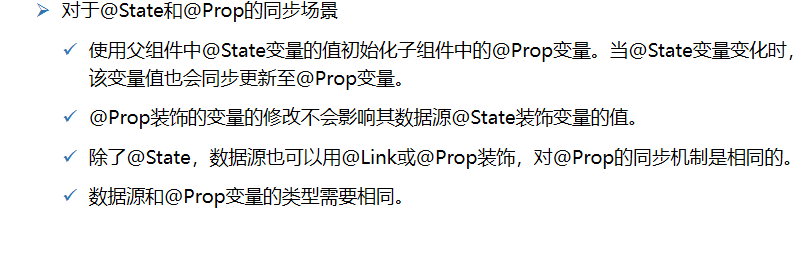 ➢ 对于@State和@Prop的同步场景
✓ 使用父组件中@State变量的值初始化子组件中的@Prop变量。当@State变量变化时，
该变量值也会同步更新至@Prop变量。
✓ @Prop装饰的变量的修改不会影响其数据源@State装饰变量的值。
✓ 除了@State，数据源也可以用@Link或@Prop装饰，对@Prop的同步机制是相同的。
✓ 数据源和@Prop变量的类型需要相同。